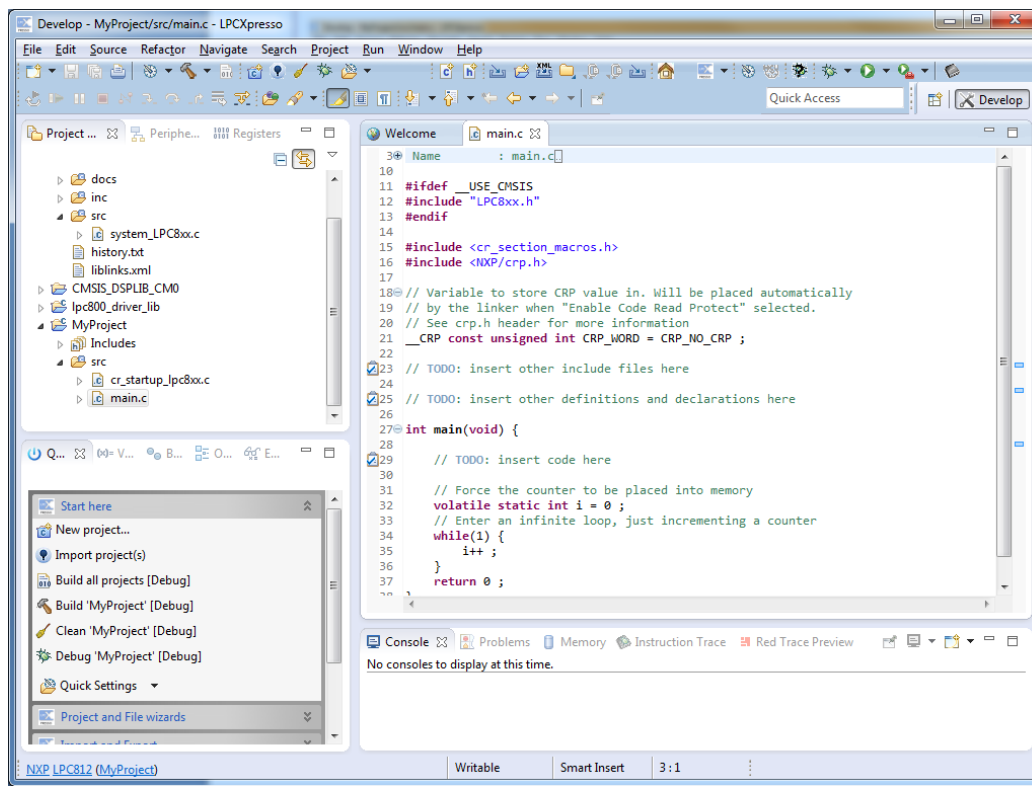 Develop - MyProject/src/main.c - LPCXpresso
File Edit Source Refactor Navigate Search Project Run Window Help
Quick Access
Develop
Project ... Periphe... Registers
docs
inc
src
system_LPC8xx.c
history.txt
liblinks.xml
CMSIS_DSPLIB_CM0
lpc800_driver_lib
MyProject
Includes
src
cr_startup_lpc8xx.c
main.c
Q... (x)= V... B... O... E...
Start here
New project...
Import project(s)
Build all projects [Debug]
Build 'MyProject' [Debug]
Clean 'MyProject' [Debug]
Debug 'MyProject' [Debug]
Quick Settings
Project and File wizards
Import and Export
Welcome main.c
3 Name : main.c
10
11 #ifdef __USE_CMSIS
12 #include "LPC8xx.h"
13 #endif
14
15 #include <cr_section_macros.h>
16 #include <NXP/crp.h>
17
18 // Variable to store CRP value in. Will be placed automatically
19 // by the linker when "Enable Code Read Protect" selected.
20 // See crp.h header for more information
21 __CRP const unsigned int CRP_WORD = CRP_NO_CRP ;
22
23 // TODO: insert other include files here
24
25 // TODO: insert other definitions and declarations here
26
27 int main(void) {
28
29 // TODO: insert code here
30
31 // Force the counter to be placed into memory
32 volatile static int i = 0 ;
33 // Enter an infinite loop, just incrementing a counter
34 while(1) {
35 i++ ;
36 }
37 return 0 ;
38 }
Console Problems Memory Instruction Trace Red Trace Preview
No consoles to display at this time.
NXP LPC812 (MyProject)
Writable Smart Insert 3 : 1